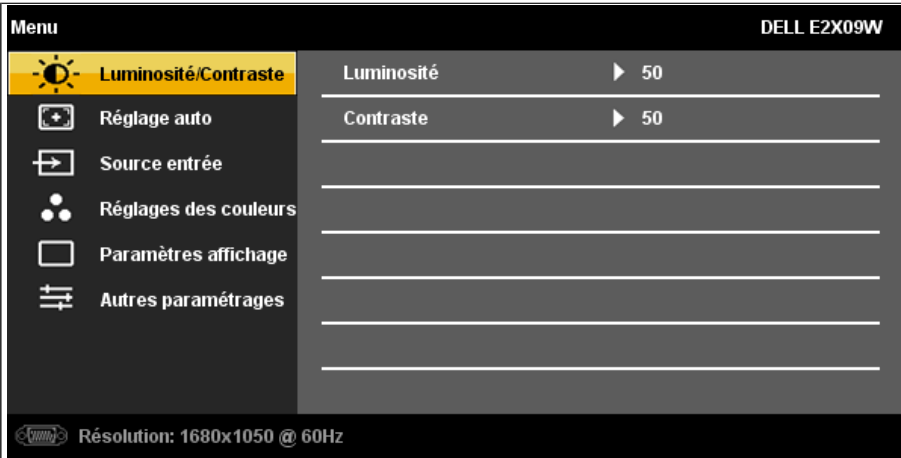 Menu DELL E2X09W
Luminosité/Contraste Luminosité 50
Réglage auto Contraste 50
Source entrée
Réglages des couleurs
Paramètres affichage
Autres paramétrages
Résolution: 1680x1050 @ 60Hz